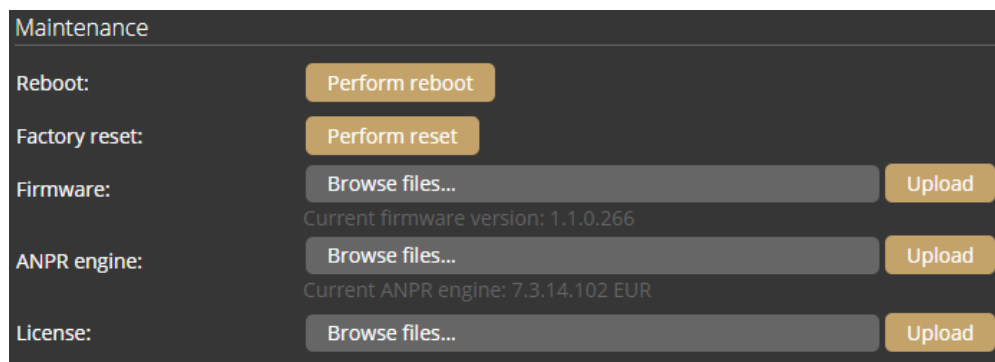 Maintenance
Reboot: Perform reboot
Factory reset: Perform reset
Firmware: Browse files... Upload
Current firmware version: 1.1.0.266
ANPR engine: Browse files... Upload
Current ANPR engine: 7.3.14.102 EUR
License: Browse files... Upload